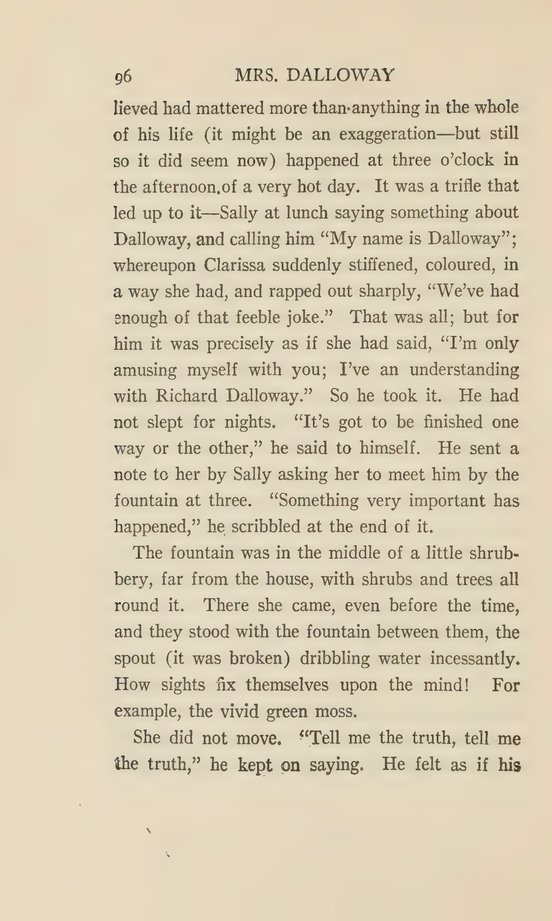 96 MRS. DALLOWAY
lieved had mattered more than anything in the whole
of his life (it might be an exaggeration—but still
so it did seem now) happened at three o'clock in
the afternoon of a very hot day. It was a trifle that
led up to it—Sally at lunch saying something about
Dalloway, and calling him "My name is Dalloway";
whereupon Clarissa suddenly stiffened, coloured, in
a way she had, and rapped out sharply, "We've had
enough of that feeble joke." That was all; but for
him it was precisely as if she had said, "I'm only
amusing myself with you; I've an understanding
with Richard Dalloway." So he took it. He had
not slept for nights. "It's got to be finished one
way or the other," he said to himself. He sent a
note to her by Sally asking her to meet him by the
fountain at three. "Something very important has
happened," he scribbled at the end of it.
The fountain was in the middle of a little shrub-
bery, far from the house, with shrubs and trees all
round it. There she came, even before the time,
and they stood with the fountain between them, the
spout (it was broken) dribbling water incessantly.
How sights fix themselves upon the mind! For
example, the vivid green moss.
She did not move. "Tell me the truth, tell me
the truth," he kept on saying. He felt as if his